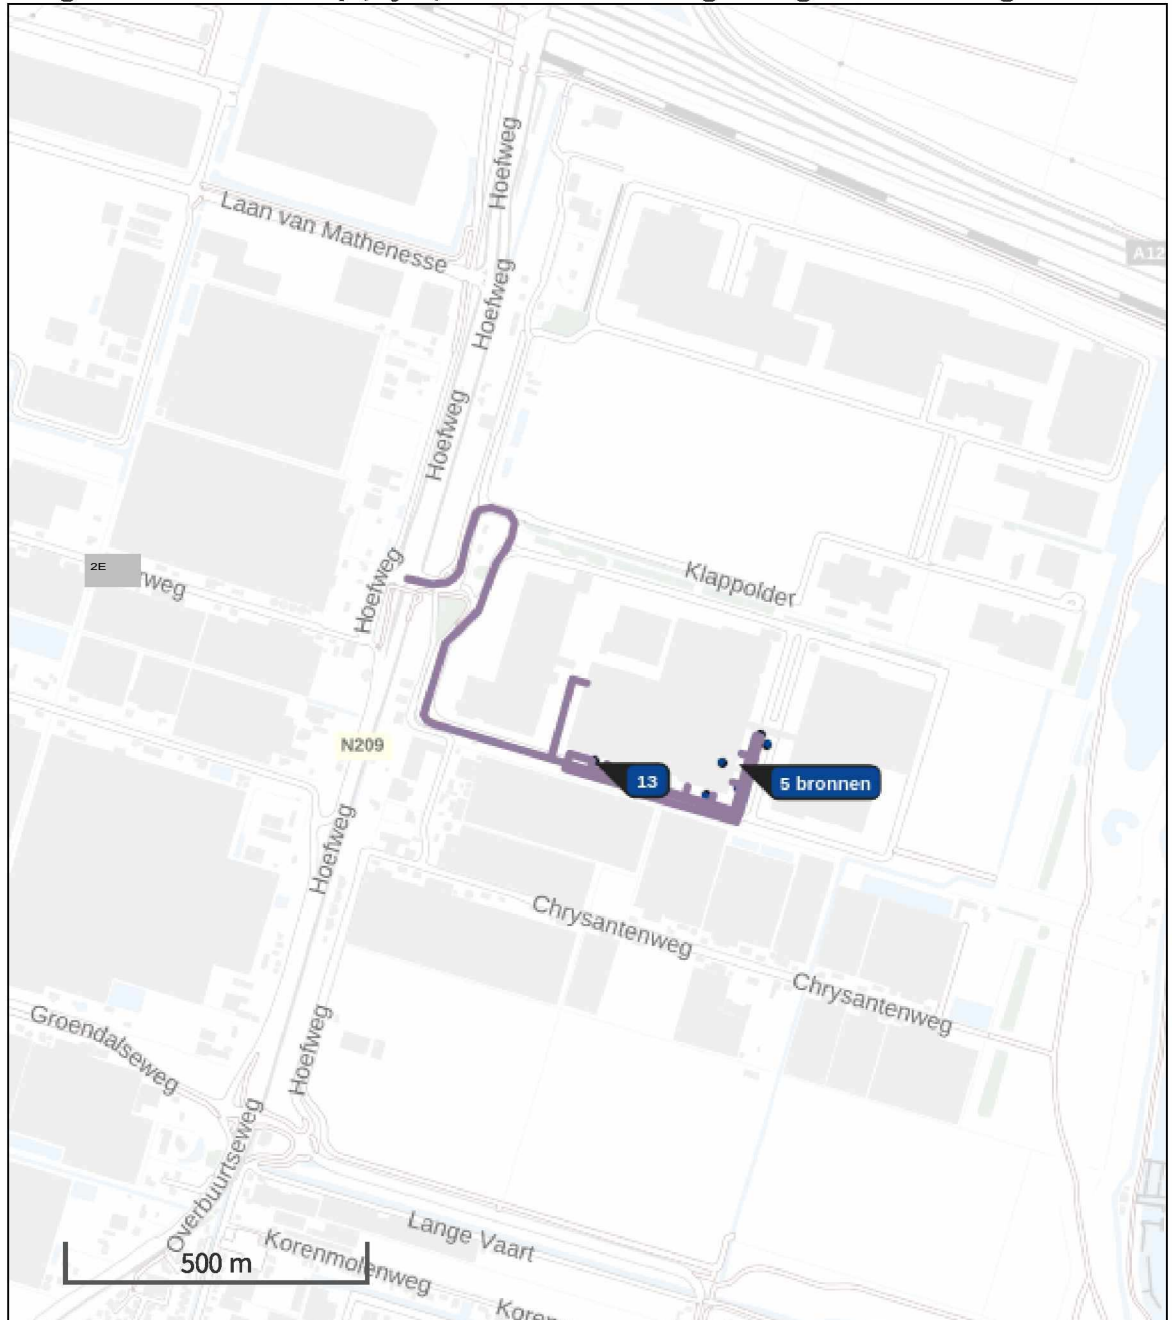 Hoefweg
Laan van Mathenesse
A12
Hoefweg
Hoefweg
Klappolder
Hoefweg
2E
rweg
N209
13
5 bronnen
Hoefweg
Chrysantenweg
Chrysantenweg
Groendalseweg
Hoefweg
Overbuurtseweg
Lange Vaart
Korenmolenweg
500 m